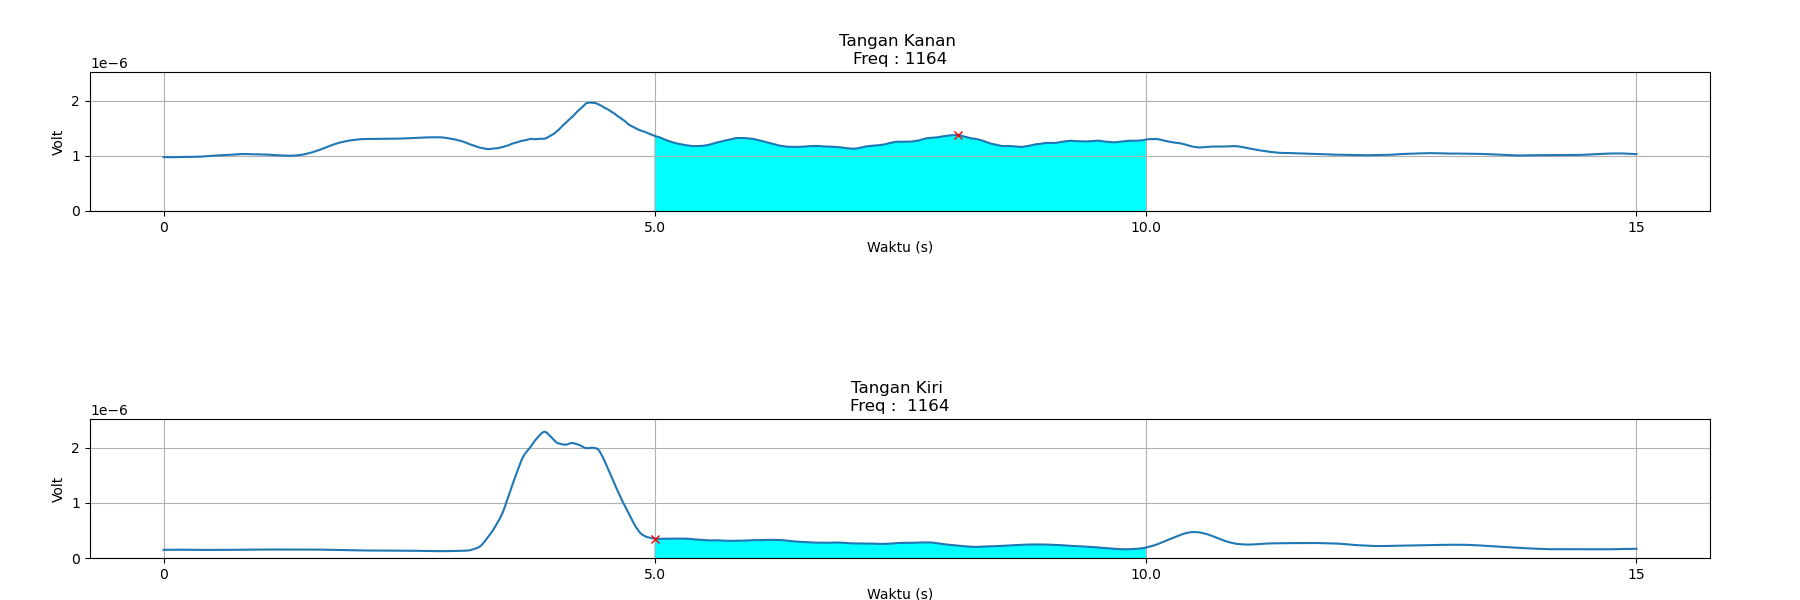 Tangan Kanan
Freq : 1164
1e−6
Volt
2
1
0
0
5.0
10.0
15
Waktu (s)
Tangan Kiri
Freq :  1164
1e−6
Volt
2
1
0
0
5.0
10.0
15
Waktu (s)